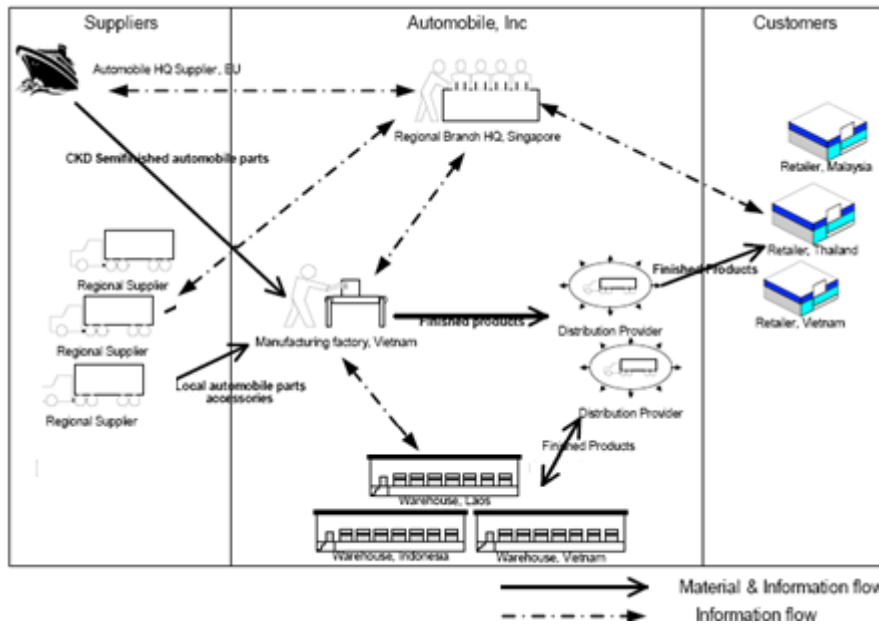 Suppliers
Automobile, Inc
Customers
Automobile HQ Supplier, EU
Regional Branch HQ, Singapore
CKD Semifinished automobile parts
Retailer, Malaysia
Regional Supplier
Retailer, Thailand
Finished Products
Regional Supplier
Finished products
Retailer, Vietnam
Manufacturing factory, Vietnam
Distribution Provider
Local automobile parts
accessories
Regional Supplier
Distribution Provider
Finished Products
Warehouse, Laos
Warehouse, Indonesia
Warehouse, Vietnam
Material & Information flow
Information flow